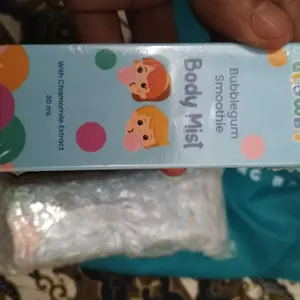 Bubblegum
Smoothie
Body Mist
With Chamomile Extract
30 mL